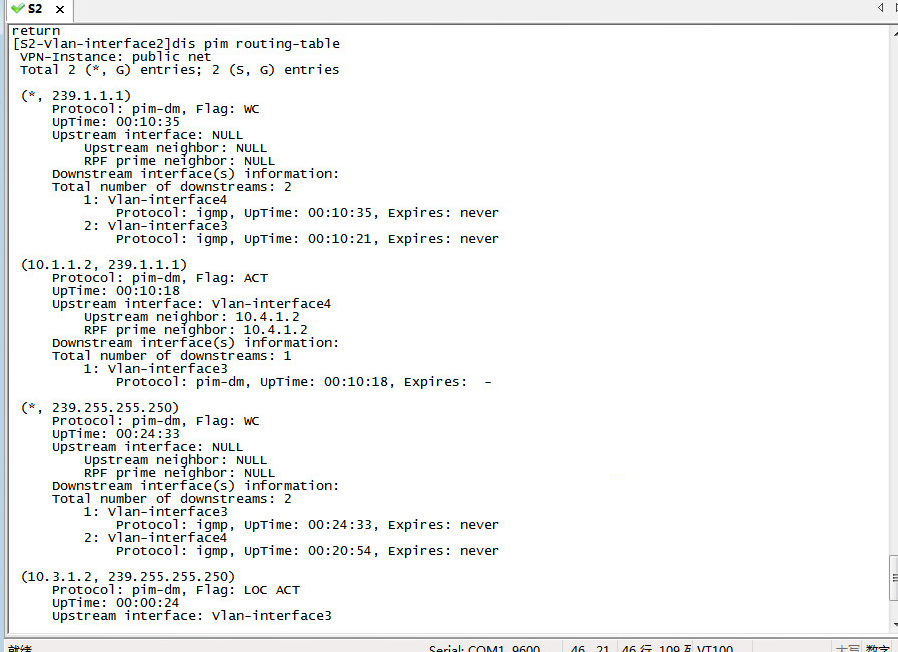 S2
return
[S2-Vlan-interface2]dis pim routing-table
VPN-Instance: public net
Total 2 (*, G) entries; 2 (S, G) entries
(*, 239.1.1.1)
Protocol: pim-dm, Flag: WC
UpTime: 00:10:35
Upstream interface: NULL
Upstream neighbor: NULL
RPF prime neighbor: NULL
Downstream interface(s) information:
Total number of downstreams: 2
1: Vlan-interface4
Protocol: igmp, UpTime: 00:10:35, Expires: never
2: Vlan-interface3
Protocol: igmp, UpTime: 00:10:21, Expires: never
(10.1.1.2, 239.1.1.1)
Protocol: pim-dm, Flag: ACT
UpTime: 00:10:18
Upstream interface: Vlan-interface4
Upstream neighbor: 10.4.1.2
RPF prime neighbor: 10.4.1.2
Downstream interface(s) information:
Total number of downstreams: 1
1: Vlan-interface3
Protocol: pim-dm, UpTime: 00:10:18, Expires:  -
(*, 239.255.255.250)
Protocol: pim-dm, Flag: WC
UpTime: 00:24:33
Upstream interface: NULL
Upstream neighbor: NULL
RPF prime neighbor: NULL
Downstream interface(s) information:
Total number of downstreams: 2
1: Vlan-interface3
Protocol: igmp, UpTime: 00:24:33, Expires: never
2: Vlan-interface4
Protocol: igmp, UpTime: 00:20:54, Expires: never
(10.3.1.2, 239.255.255.250)
Protocol: pim-dm, Flag: LOC ACT
UpTime: 00:00:24
Upstream interface: Vlan-interface3
就绪 Serial: COM1, 9600 46, 21 46 行, 109 列 VT100 大写 数字